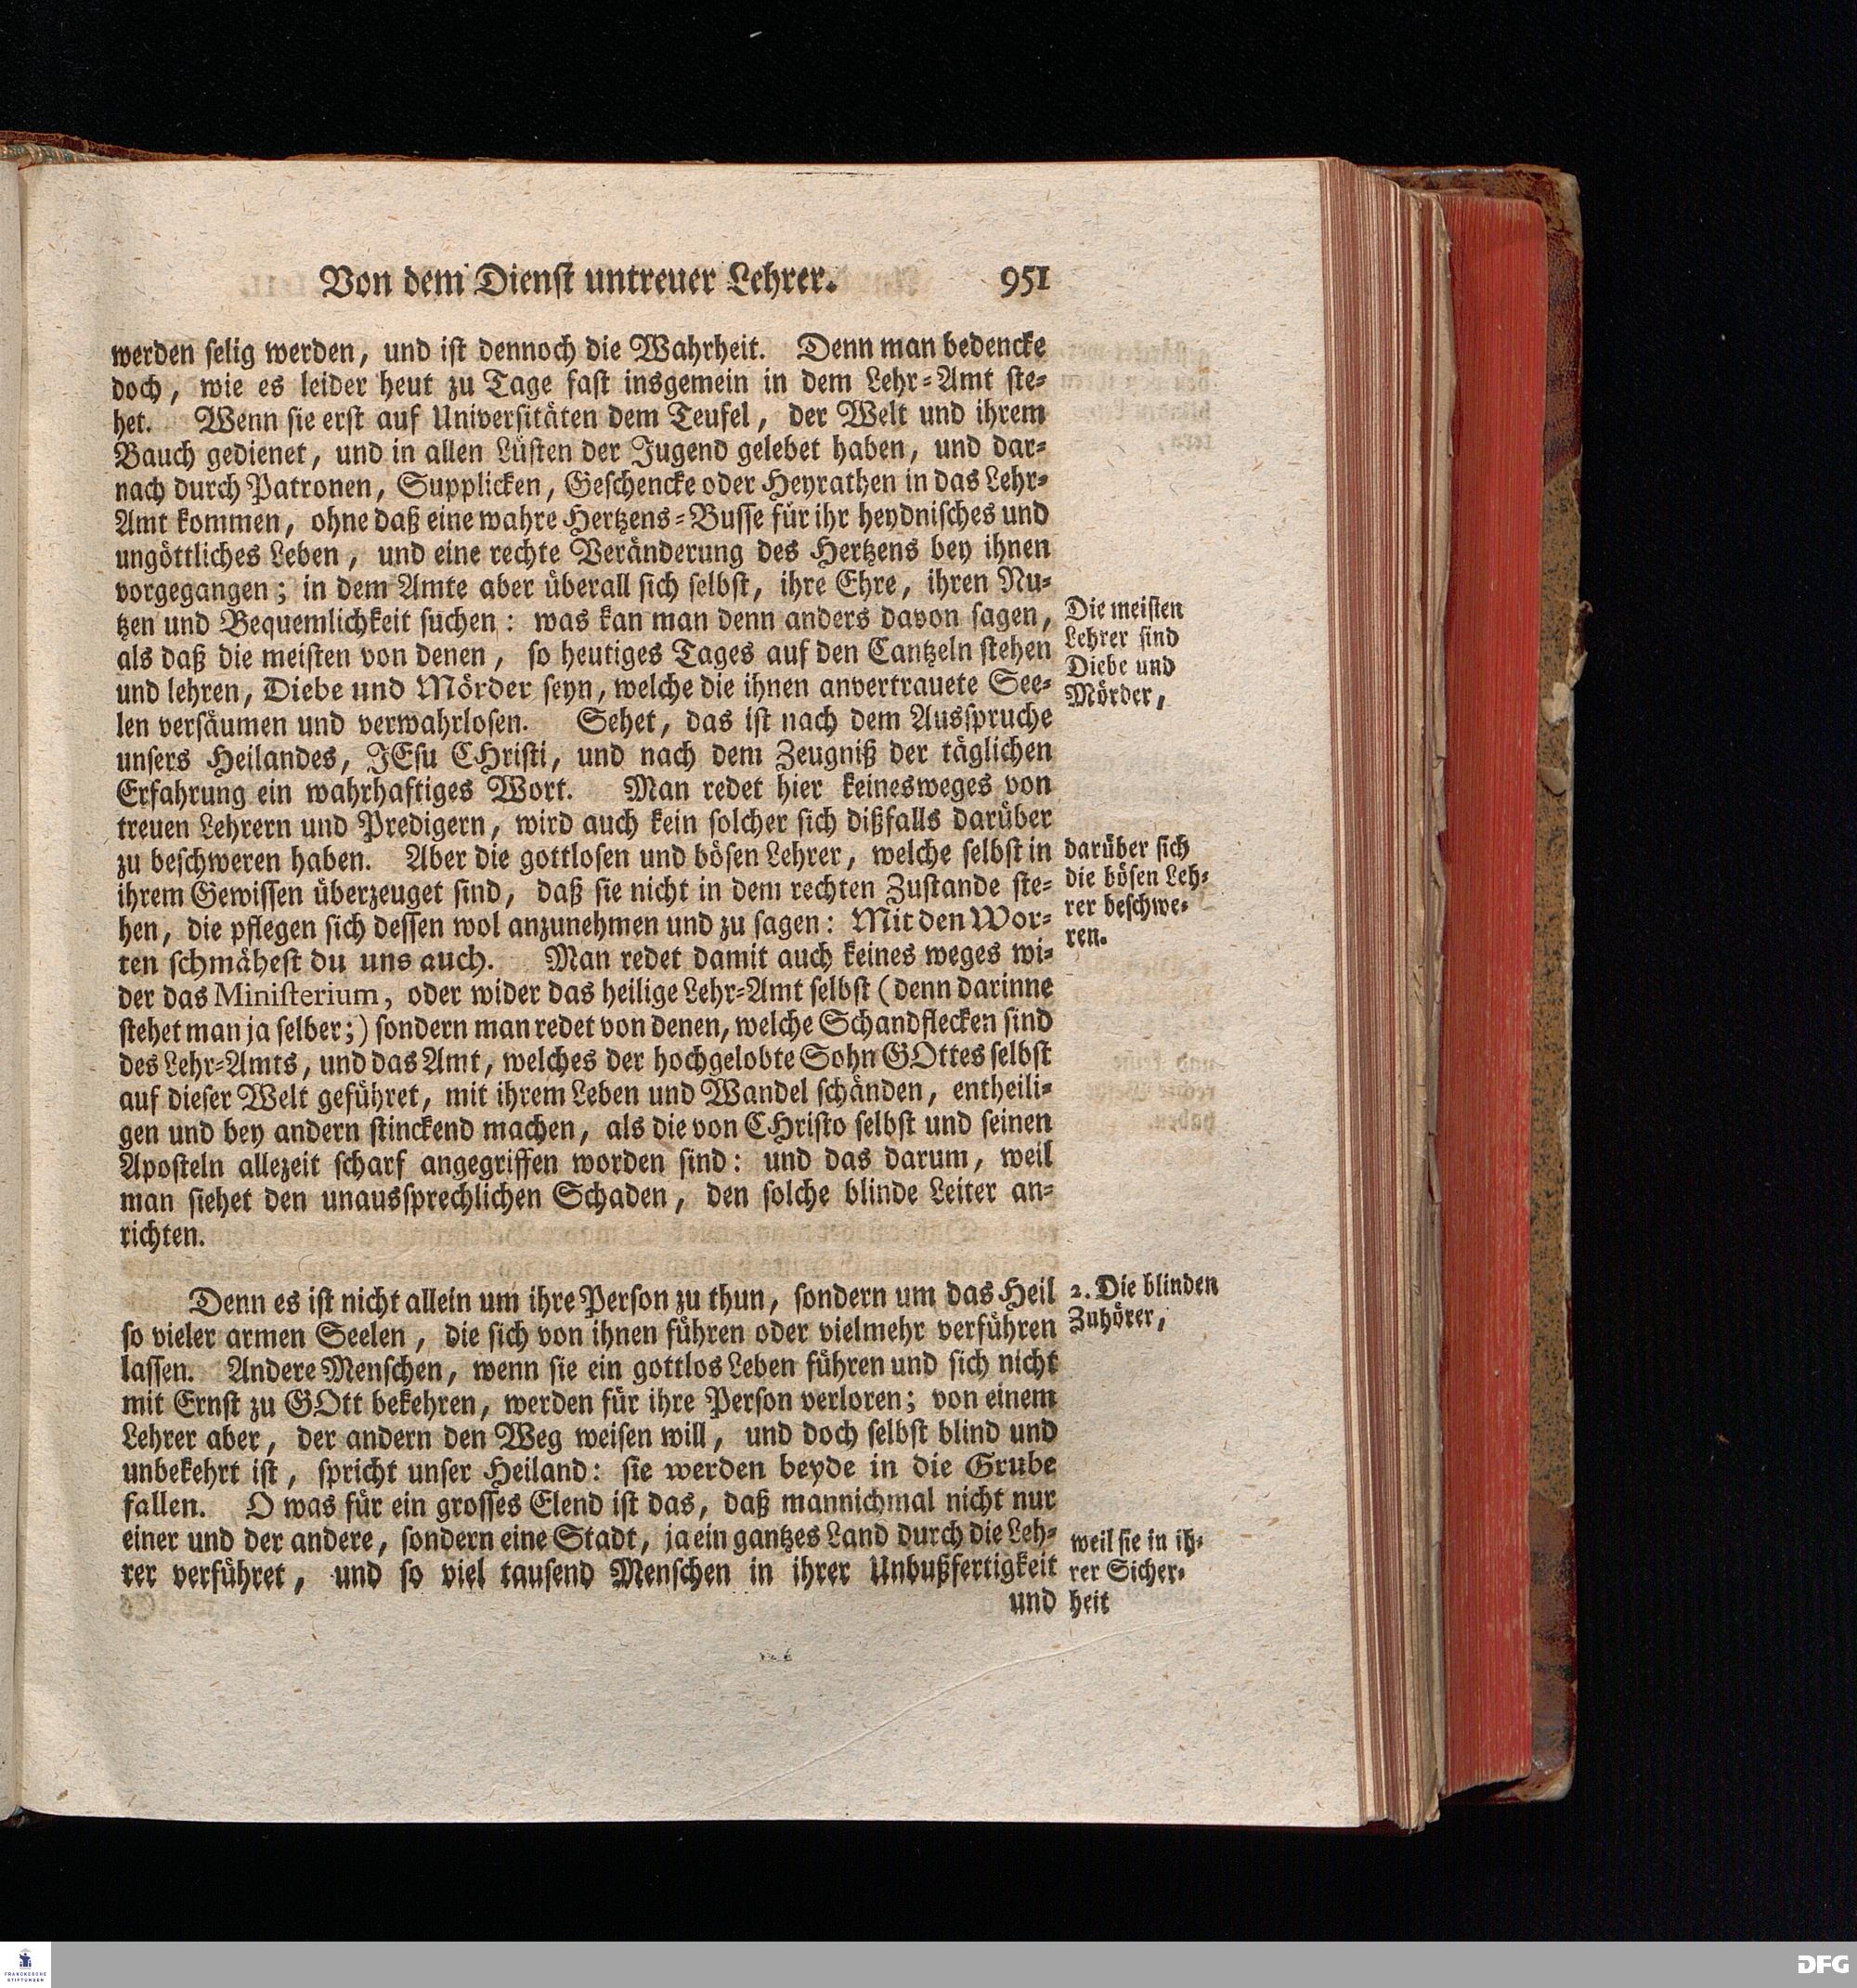 Von dem Dienst untreuer Lehrer. 951
werden selig werden, und ist dennoch die Wahrheit. Denn man bedencke
doch, wie es leider heut zu Tage fast insgemein in dem Lehr-Amt ste-
het. Wenn sie erst auf Universitäten dem Teufel, der Welt und ihrem
Bauch gedienet, und in allen Lüsten der Jugend gelebet haben, und dar-
nach durch Patronen, Supplicken, Geschencke oder Heyrathen in das Lehr-
Amt kommen, ohne daß eine wahre Hertzens-Busse für ihr heydnisches und
ungöttliches Leben, und eine rechte Veränderung des Hertzens bey ihnen
vorgegangen; in dem Amte aber überall sich selbst, ihre Ehre, ihren Nu-
tzen und Bequemlichkeit suchen: was kan man denn anders davon sagen,
als daß die meisten von denen, so heutiges Tages auf den Cantzeln stehen
und lehren, Diebe und Mörder seyn, welche die ihnen anvertrauete See-
len versäumen und verwahrlosen. Sehet, das ist nach dem Ausspruche
unsers Heilandes, JEsu CHristi, und nach dem Zeugniß der täglichen
Erfahrung ein wahrhaftiges Wort. Man redet hier keinesweges von
treuen Lehrern und Predigern, wird auch kein solcher sich dißfalls darüber
zu beschweren haben. Aber die gottlosen und bösen Lehrer, welche selbst in
ihrem Gewissen überzeuget sind, daß sie nicht in dem rechten Zustande ste-
hen, die pflegen sich dessen wol anzunehmen und zu sagen: Mit den Wor-
ten schmähest du uns auch. Man redet damit auch keines weges wi-
der das Ministerium, oder wider das heilige Lehr-Amt selbst (denn darinne
stehet man ja selber;) sondern man redet von denen, welche Schandflecken sind
des Lehr-Amts, und das Amt, welches der hochgelobte Sohn GOttes selbst
auf dieser Welt geführet, mit ihrem Leben und Wandel schänden, entheili-
gen und bey andern stinckend machen, als die von CHristo selbst und seinen
Aposteln allezeit scharf angegriffen worden sind: und das darum, weil
man siehet den unaussprechlichen Schaden, den solche blinde Leiter an-
richten.
Denn es ist nicht allein um ihre Person zu thun, sondern um das Heil
so vieler armen Seelen, die sich von ihnen führen oder vielmehr verführen
lassen. Andere Menschen, wenn sie ein gottlos Leben führen und sich nicht
mit Ernst zu GOtt bekehren, werden für ihre Person verloren; von einem
Lehrer aber, der andern den Weg weisen will, und doch selbst blind und
unbekehrt ist, spricht unser Heiland: sie werden beyde in die Grube
fallen. O was für ein grosses Elend ist das, daß mannichmal nicht nur
einer und der andere, sondern eine Stadt, ja ein gantzes Land durch die Leh-
rer verführet, und so viel tausend Menschen in ihrer Unbußfertigkeit
und
Die meisten
Lehrer sind
Diebe und
Mörder,
darüber sich
die bösen Leh-
rer beschwe-
ren.
2. Die blinden
Zuhörer,
weil sie in ih-
rer Sicher-
heit
FRANCKESCHE
STIFTUNGEN
DFG